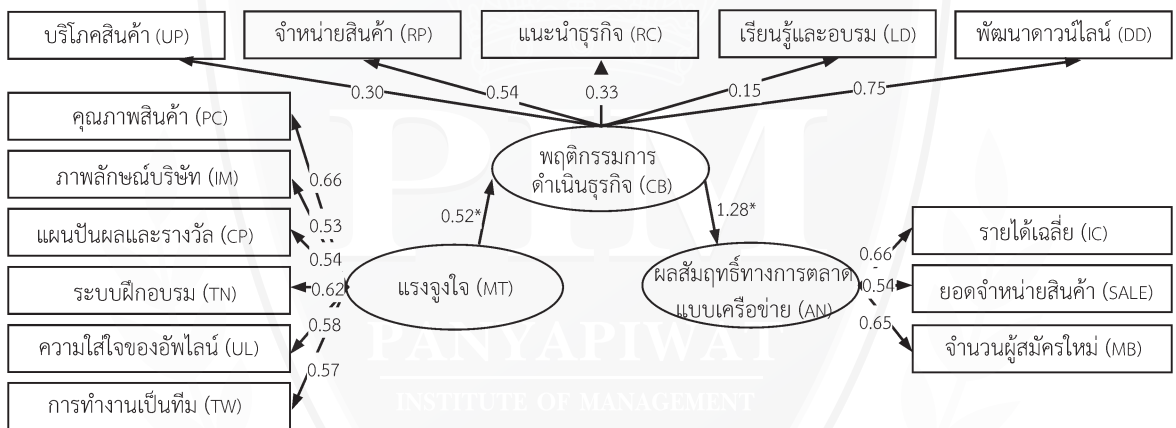 บริโภคสินค้า (UP)
จำหน่ายสินค้า (RP)
แนะนำธุรกิจ (RC)
เรียนรู้และอบรม (LD)
พัฒนาดาวน์ไลน์ (DD)
0.30
0.54
0.33
0.15
0.75
คุณภาพสินค้า (PC)
ภาพลักษณ์บริษัท (IM)
แผนปันผลและรางวัล (CP)
ระบบฝึกอบรม (TN)
ความใส่ใจของอัพไลน์ (UL)
การทำงานเป็นทีม (TW)
0.66
0.53
0.54
0.62
0.58
0.57
แรงจูงใจ (MT)
0.52*
พฤติกรรมการ
ดำเนินธุรกิจ (CB)
1.28*
ผลสัมฤทธิ์ทางการตลาด
แบบเครือข่าย (AN)
0.66
0.54
0.65
รายได้เฉลี่ย (IC)
ยอดจำหน่ายสินค้า (SALE)
จำนวนผู้สมัครใหม่ (MB)
PIM
PANYAPIWAT
INSTITUTE OF MANAGEMENT